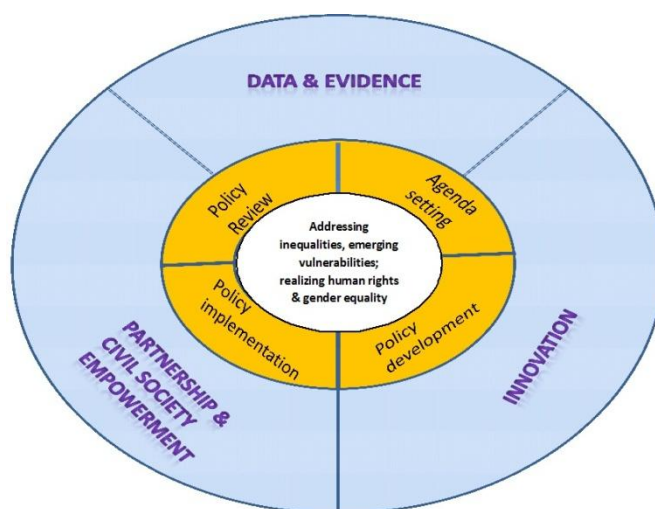 DATA & EVIDENCE
Policy
Review
Agenda
setting
Addressing
inequalities, emerging
vulnerabilities;
realizing human rights
& gender equality
Policy
implementation
Policy
development
PARTNERSHIP &
CIVIL SOCIETY
EMPOWERMENT
INNOVATION